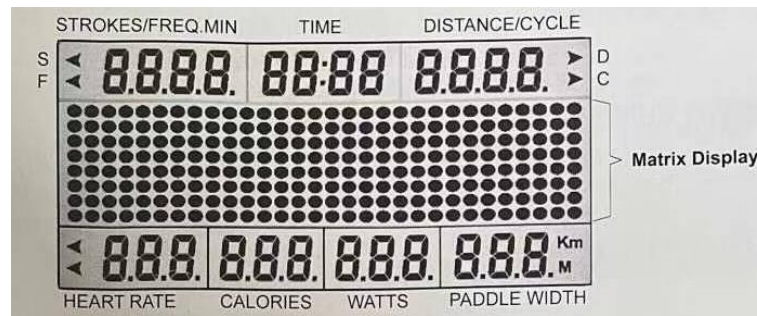 STROKES/FREQ.MIN TIME DISTANCE/CYCLE
S 8.8.8.8. 88:88 8.8.8.8. D
F C
Matrix Display
8.8.8. 8.8.8. 8.8.8. 8.8.8. Km
M
HEART RATE CALORIES WATTS PADDLE WIDTH